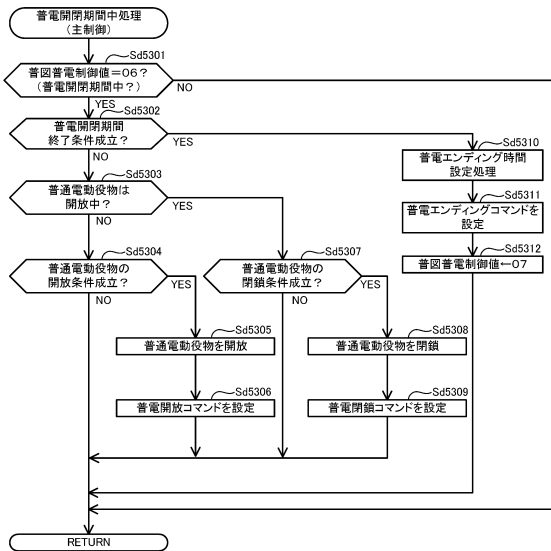 普電開閉期間中処理
(主制御)
Sd5301
普図普電制御値=06?
(普電開閉期間中?)
NO
YES
Sd5302
普電開閉期間
終了条件成立?
YES
NO
Sd5310
普電エンディング時間
設定処理
Sd5303
普通電動役物は
開放中?
YES
NO
Sd5311
普電エンディングコマンドを
設定
Sd5304
普通電動役物の
開放条件成立?
YES
NO
Sd5307
普通電動役物の
閉鎖条件成立?
YES
NO
Sd5312
普図普電制御値←07
Sd5305
普通電動役物を開放
Sd5308
普通電動役物を閉鎖
Sd5306
普電開放コマンドを設定
Sd5309
普電閉鎖コマンドを設定
RETURN